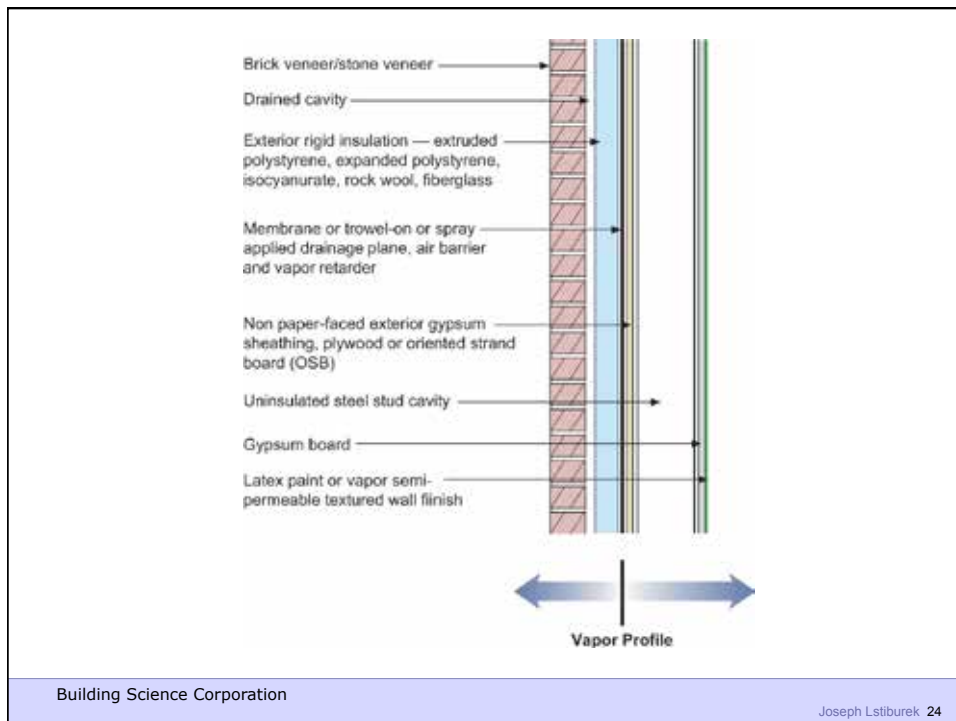 Brick veneer/stone veneer
Drained cavity
Exterior rigid insulation — extruded
polystyrene, expanded polystyrene,
isocyanurate, rock wool, fiberglass
Membrane or trowel-on or spray
applied drainage plane, air barrier
and vapor retarder
Non paper-faced exterior gypsum
sheathing, plywood or oriented strand
board (OSB)
Uninsulated steel stud cavity
Gypsum board
Latex paint or vapor semi-
permeable textured wall fiinish
Vapor Profile
Building Science Corporation
Joseph Lstiburek 24